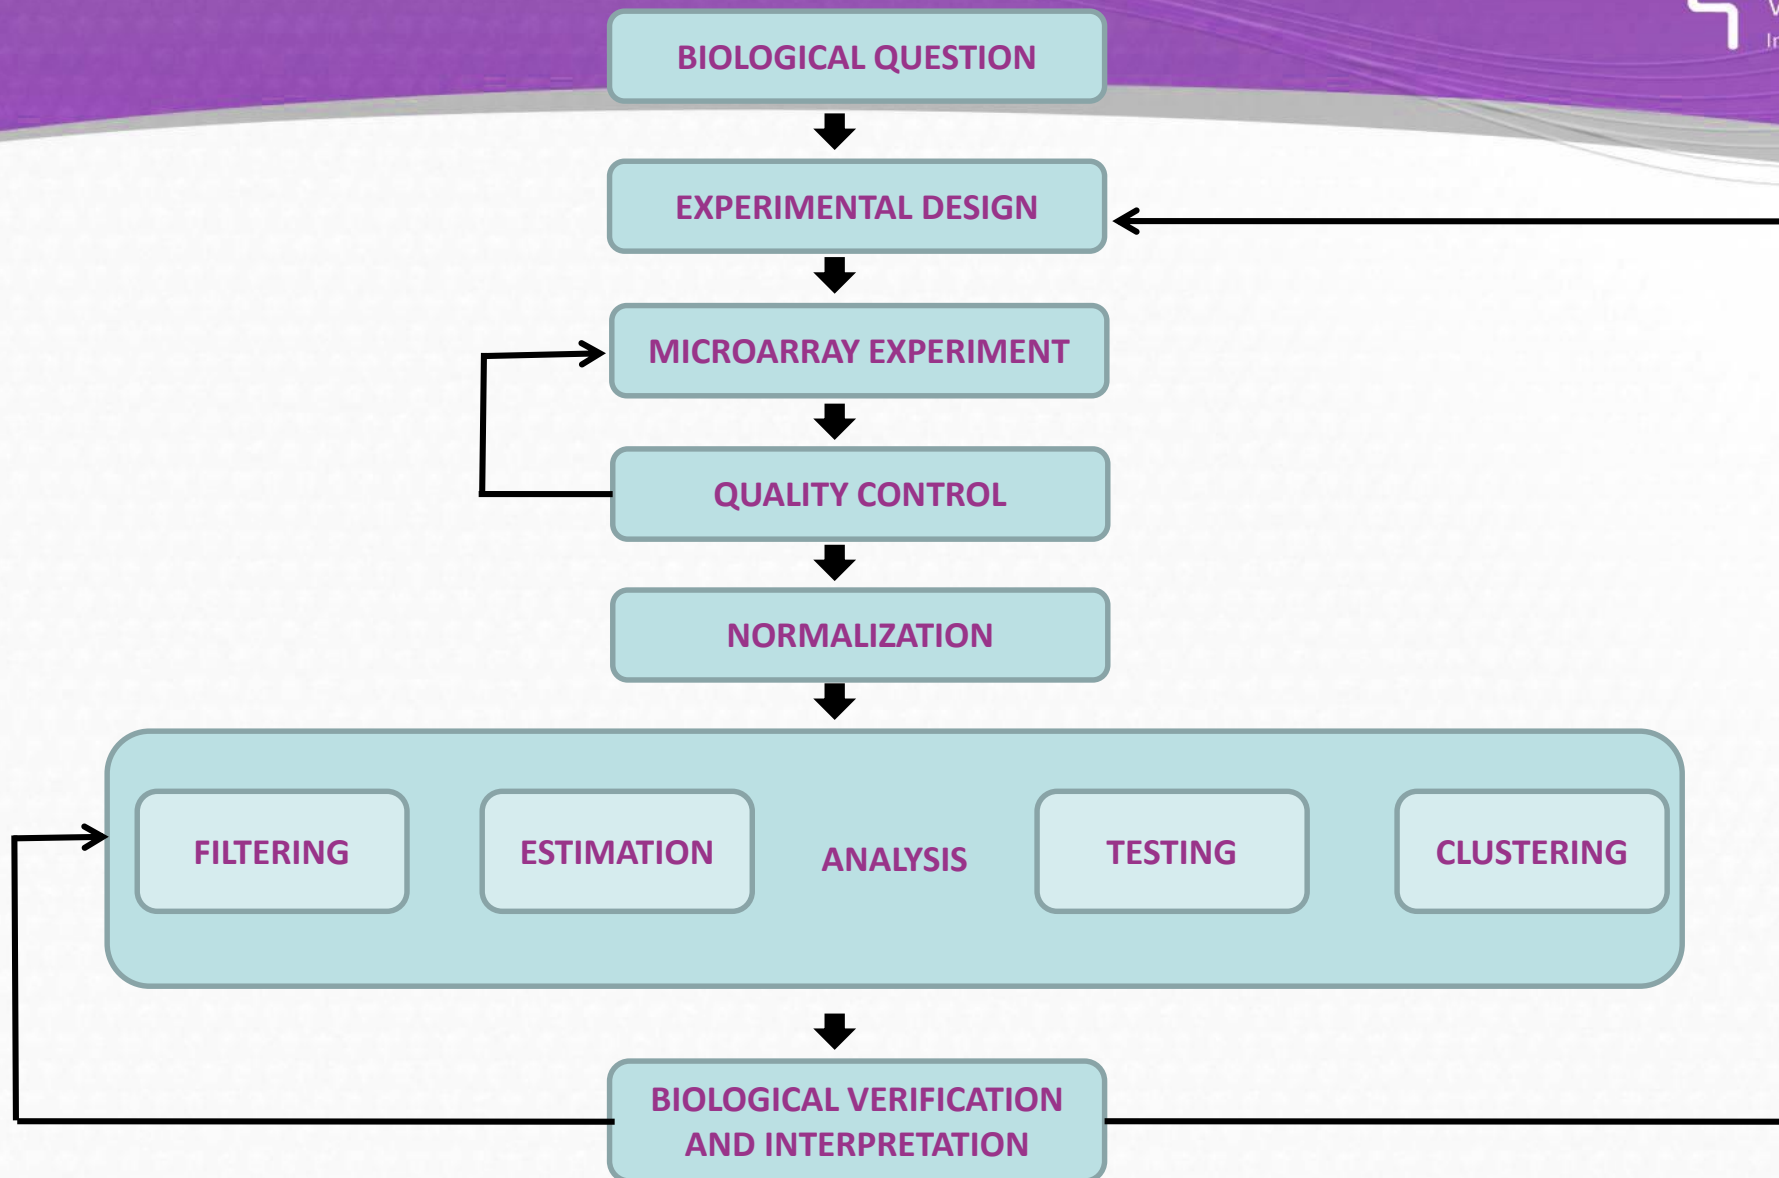 BIOLOGICAL QUESTION
EXPERIMENTAL DESIGN
MICROARRAY EXPERIMENT
QUALITY CONTROL
NORMALIZATION
FILTERING
ESTIMATION
ANALYSIS
TESTING
CLUSTERING
BIOLOGICAL VERIFICATION
AND INTERPRETATION